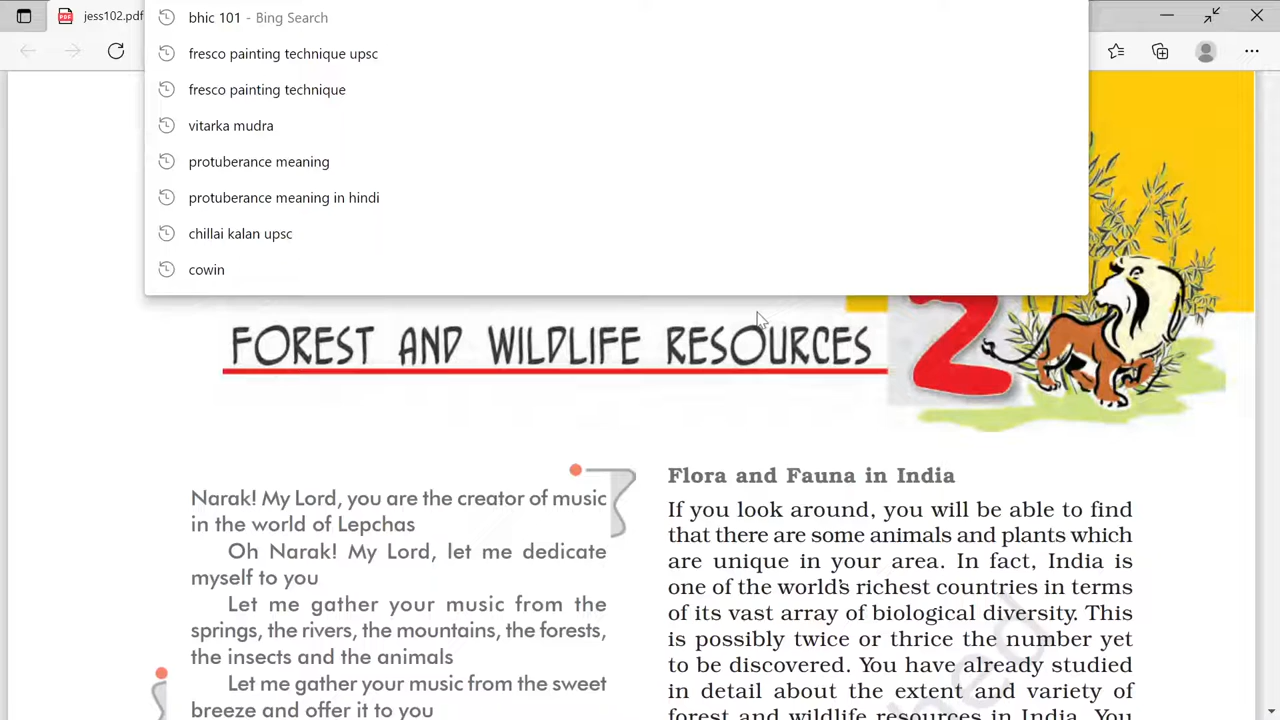 jess102.pdf
bhic 101 - Bing Search
fresco painting technique upsc
fresco painting technique
vitarka mudra
protuberance meaning
protuberance meaning in hindi
chillai kalan upsc
cowin
FOREST AND WILDLIFE RESOURCES
2
Narak! My Lord, you are the creator of music
in the world of Lepchas
Oh Narak! My Lord, let me dedicate
myself to you
Let me gather your music from the
springs, the rivers, the mountains, the forests,
the insects and the animals
Let me gather your music from the sweet
breeze and offer it to you
Flora and Fauna in India
If you look around, you will be able to find
that there are some animals and plants which
are unique in your area. In fact, India is
one of the world's richest countries in terms
of its vast array of biological diversity. This
is possibly twice or thrice the number yet
to be discovered. You have already studied
in detail about the extent and variety of
forest and wildlife resources in India. You